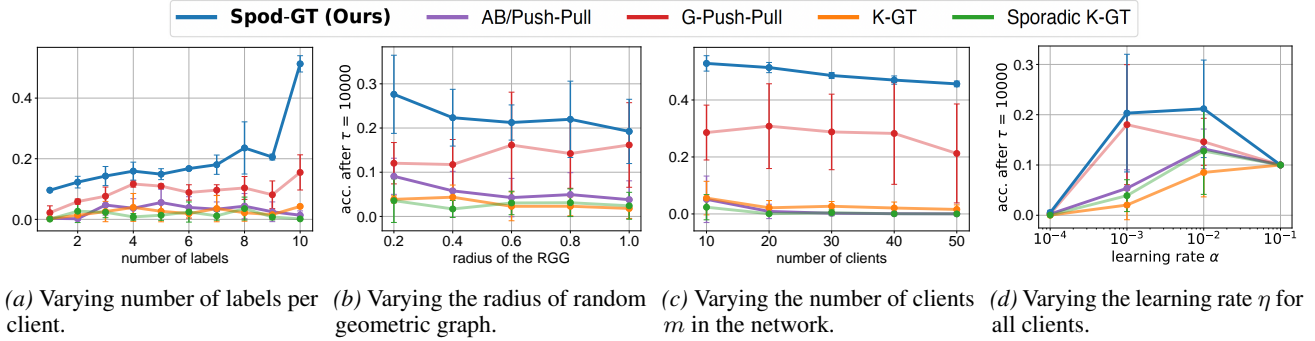 Spod-GT (Ours) AB/Push-Pull G-Push-Pull K-GT Sporadic K-GT
0.4
0.2
0.0
2 4 6 8 10
number of labels
acc. after τ = 10000
0.3
0.2
0.1
0.0
0.2 0.4 0.6 0.8 1.0
radius of the RGG
0.4
0.2
0.0
10 20 30 40 50
number of clients
acc. after τ = 10000
0.3
0.2
0.1
0.0
10⁻⁴ 10⁻³ 10⁻² 10⁻¹
learning rate α
(a) Varying number of labels per
client.
(b) Varying the radius of random
geometric graph.
(c) Varying the number of clients
m in the network.
(d) Varying the learning rate η for
all clients.